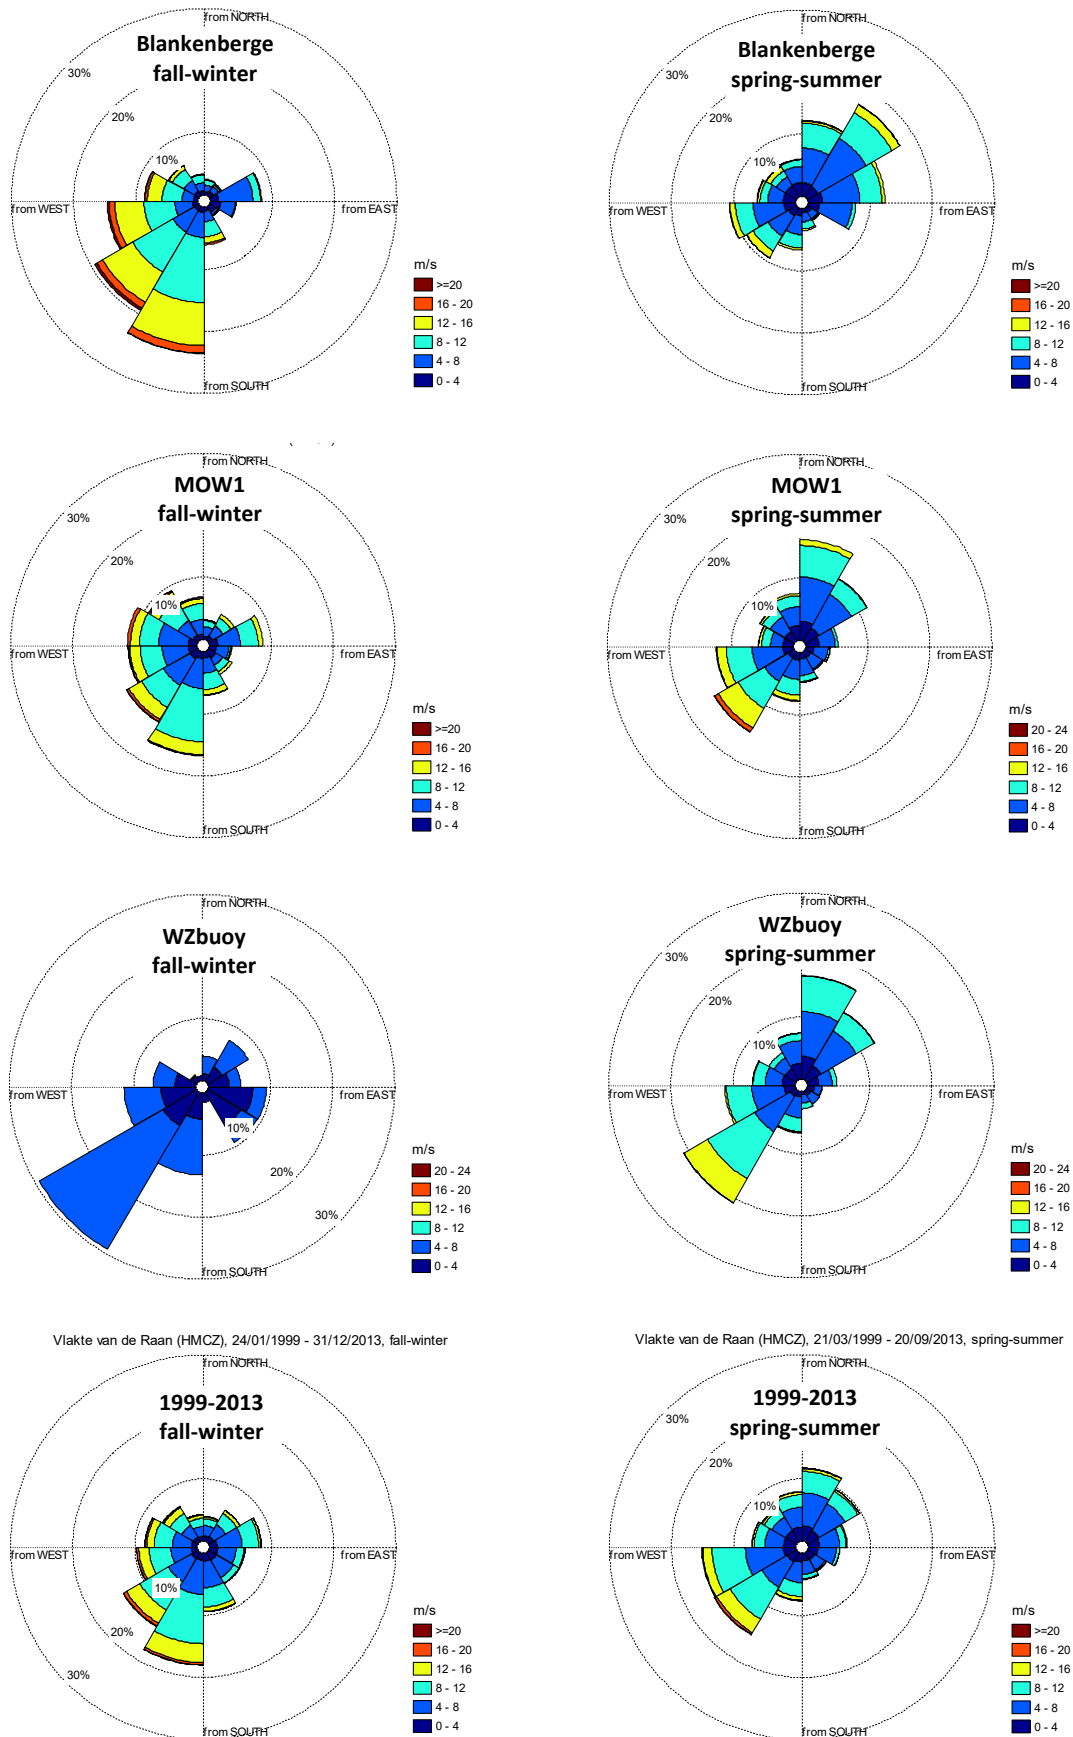 from NORTH
Blankenberge
fall-winter
30%
20%
10%
from WEST
from EAST
from SOUTH
m/s
>=20
16 - 20
12 - 16
8 - 12
4 - 8
0 - 4
from NORTH
Blankenberge
spring-summer
30%
20%
10%
from WEST
from EAST
from SOUTH
m/s
>=20
16 - 20
12 - 16
8 - 12
4 - 8
0 - 4
from NORTH
MOW1
fall-winter
30%
20%
10%
from WEST
from EAST
from SOUTH
m/s
>=20
16 - 20
12 - 16
8 - 12
4 - 8
0 - 4
from NORTH
MOW1
spring-summer
30%
20%
10%
from WEST
from EAST
from SOUTH
m/s
20 - 24
16 - 20
12 - 16
8 - 12
4 - 8
0 - 4
from NORTH
WZbuoy
fall-winter
from WEST
from EAST
10%
20%
30%
from SOUTH
m/s
20 - 24
16 - 20
12 - 16
8 - 12
4 - 8
0 - 4
from NORTH
WZbuoy
spring-summer
30%
20%
10%
from WEST
from EAST
from SOUTH
m/s
20 - 24
16 - 20
12 - 16
8 - 12
4 - 8
0 - 4
Vlakte van de Raan (HMCZ), 24/01/1999 - 31/12/2013, fall-winter
from NORTH
1999-2013
fall-winter
from WEST
from EAST
10%
20%
30%
from SOUTH
m/s
>=20
16 - 20
12 - 16
8 - 12
4 - 8
0 - 4
Vlakte van de Raan (HMCZ), 21/03/1999 - 20/09/2013, spring-summer
from NORTH
1999-2013
spring-summer
30%
20%
10%
from WEST
from EAST
from SOUTH
m/s
>=20
16 - 20
12 - 16
8 - 12
4 - 8
0 - 4